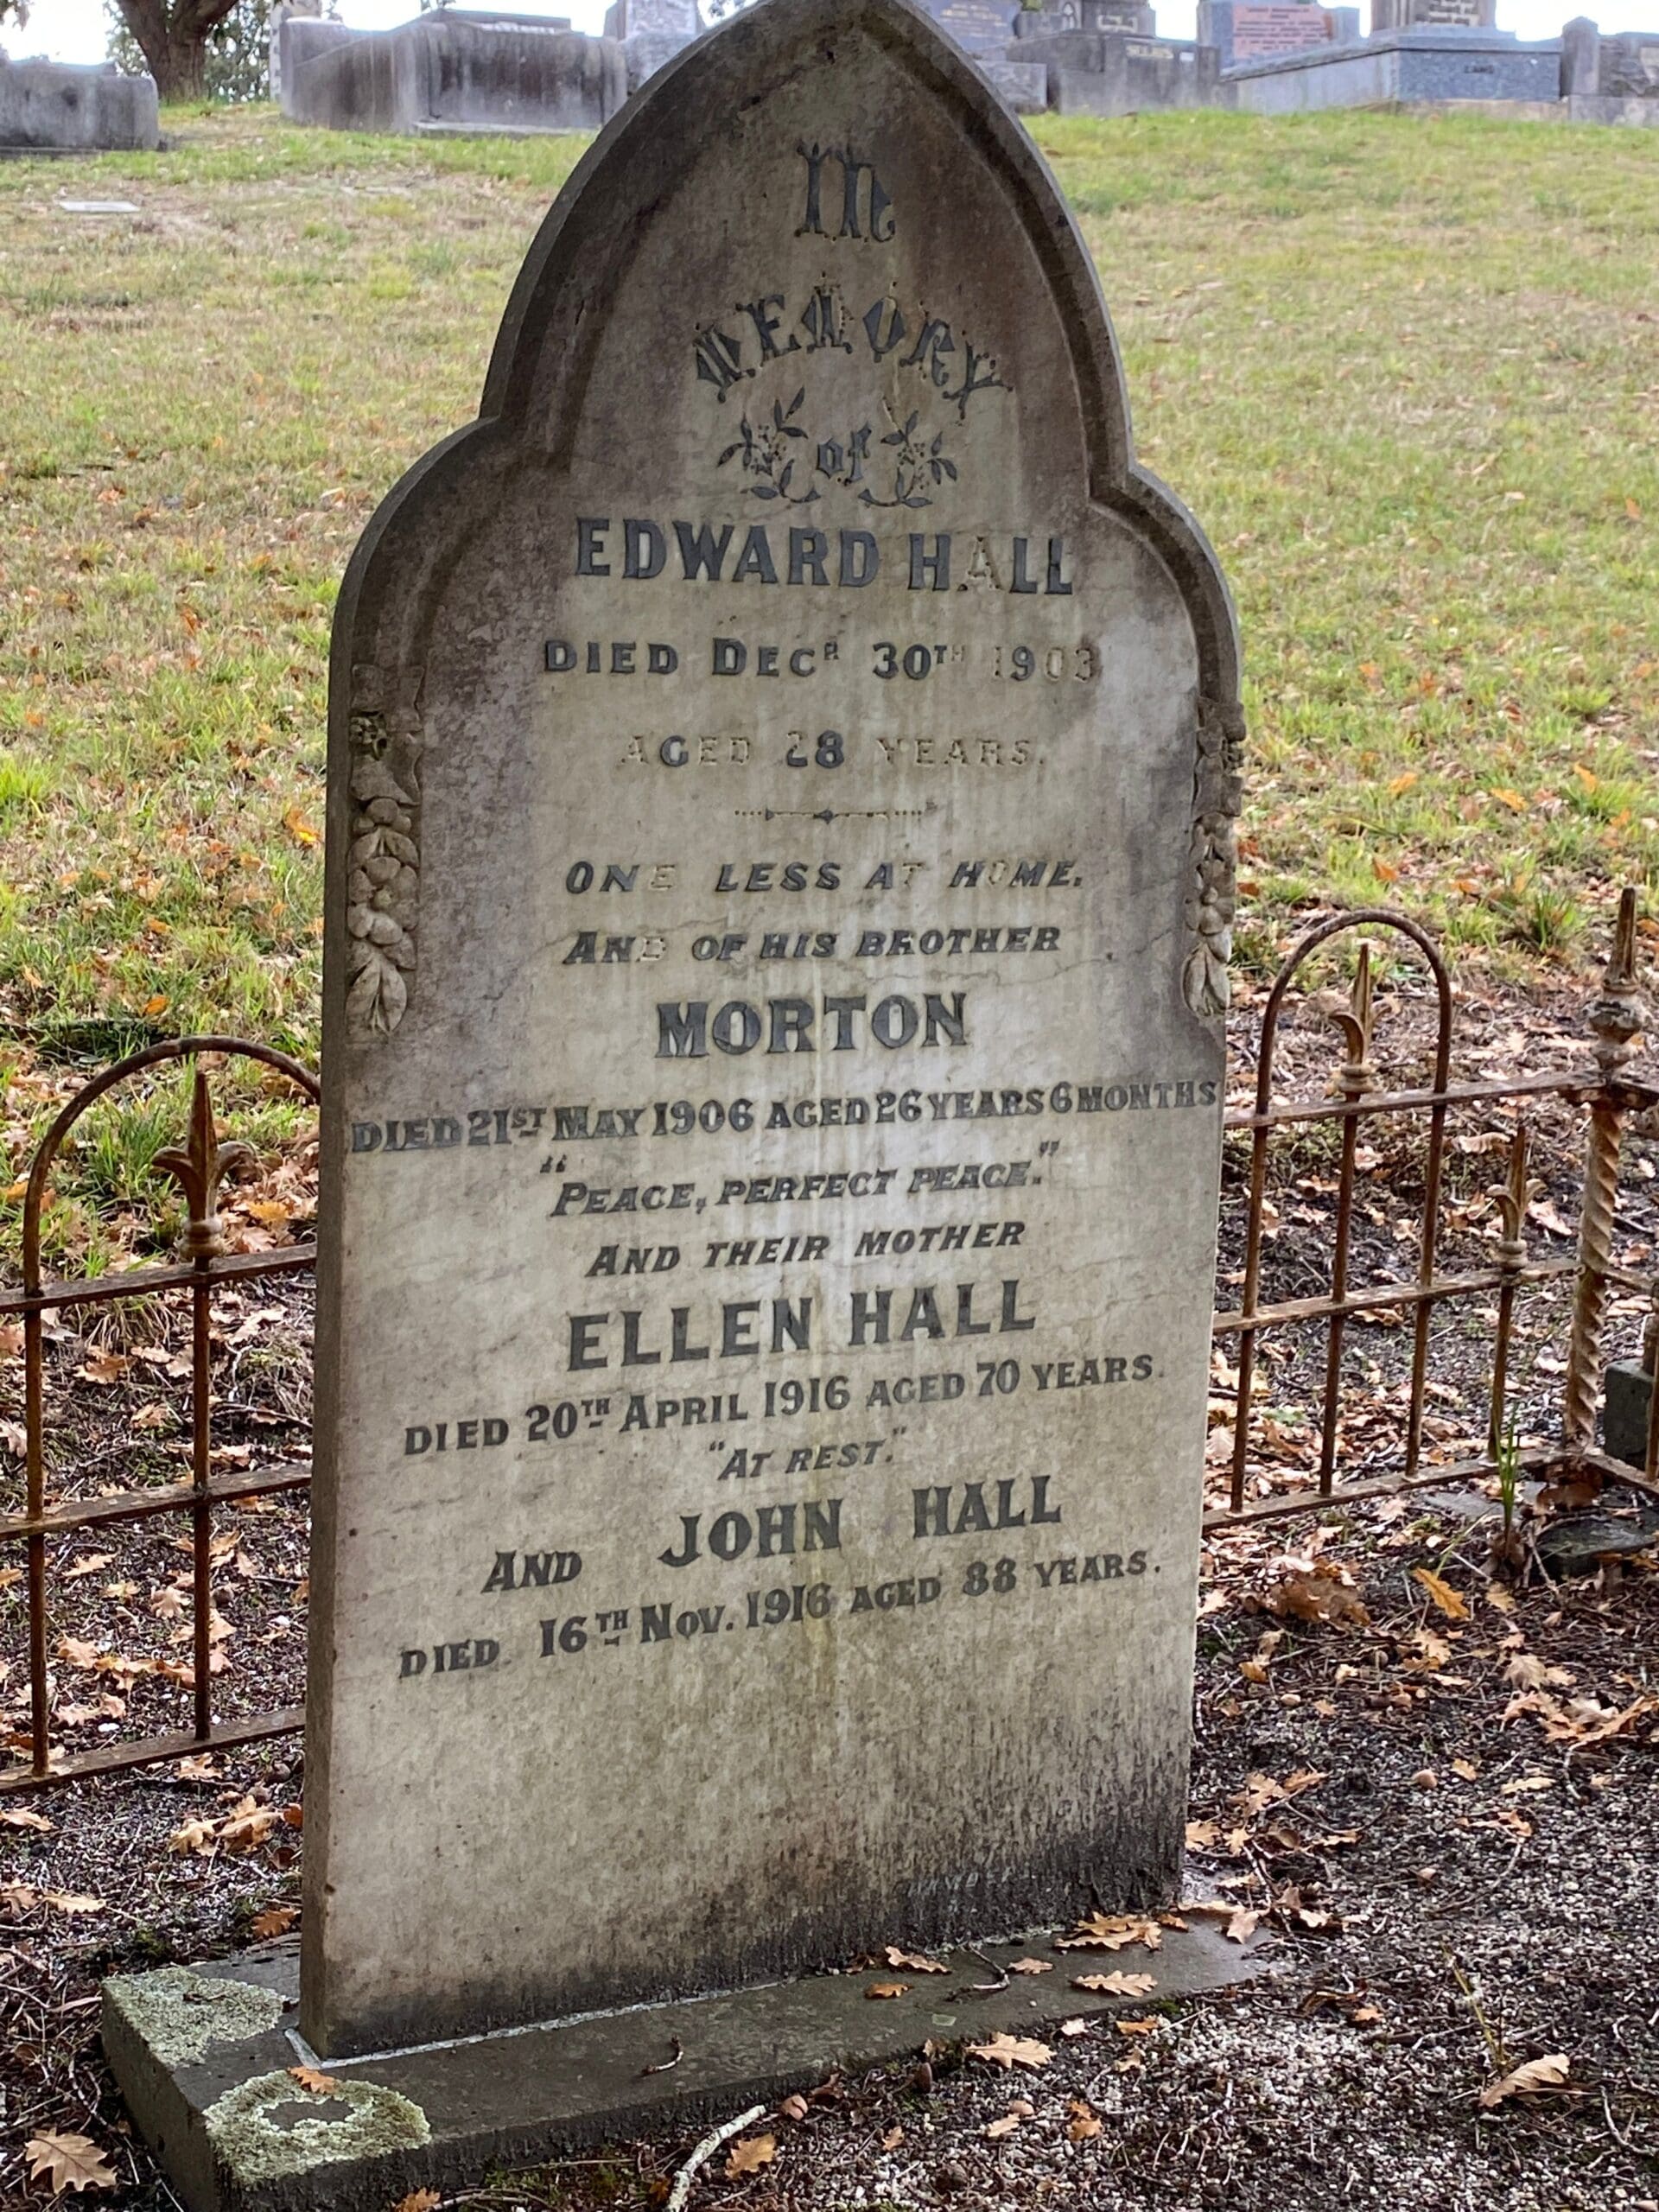 In
MEMORY
of
EDWARD HALL
DIED DECR 30TH 1903
AGED 28 YEARS.
ONE LESS AT HOME.
AND OF HIS BROTHER
MORTON
DIED 21ST MAY 1906 AGED 26 YEARS 6 MONTHS
"PEACE, PERFECT PEACE."
AND THEIR MOTHER
ELLEN HALL
DIED 20TH APRIL 1916 AGED 70 YEARS.
"AT REST."
AND JOHN HALL
DIED 16TH NOV. 1916 AGED 88 YEARS.